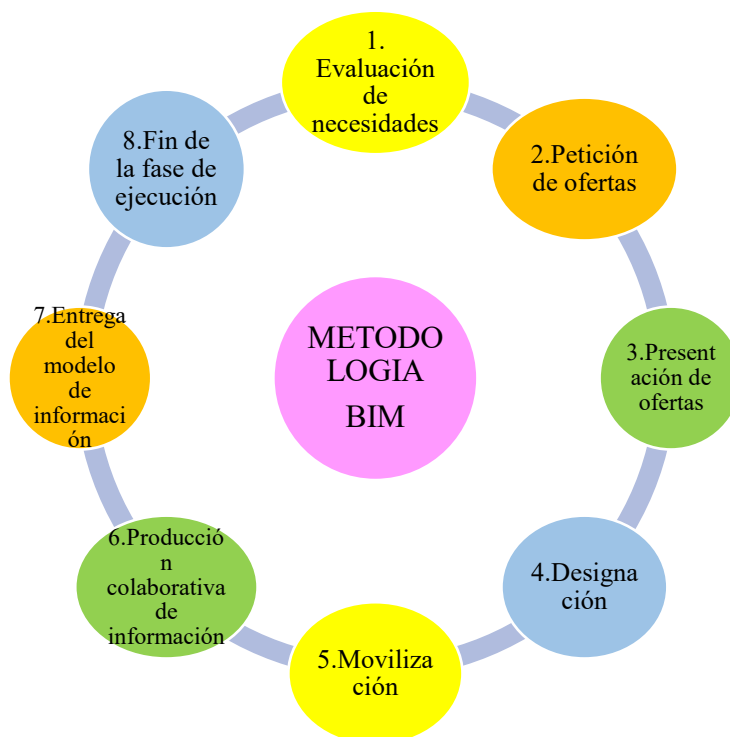 1.
Evaluación
de
necesidades
2.Petición
de ofertas
3.Present
ación de
ofertas
4.Designa
ción
5.Moviliza
ción
6.Producció
n
colaborativa
de
información
7.Entrega
del
modelo
de
informaci
ón
8.Fin de
la fase de
ejecución
METODO
LOGIA
BIM